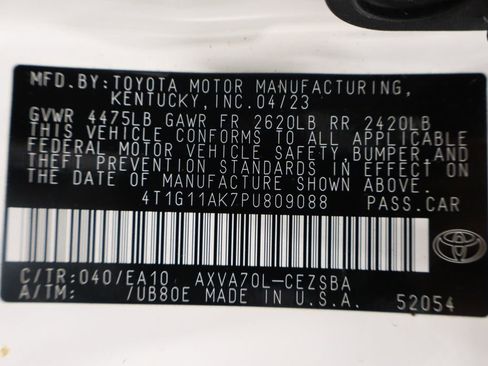 MFD.BY:TOYOTA MOTOR MANUFACTURING,
KENTUCKY,INC.04/23
GVWR 4475LB GAWR FR 2620LB RR 2420LB
THIS VEHICLE CONFORMS TO ALL APPLICABLE
FEDERAL MOTOR VEHICLE SAFETY,BUMPER,AND
THEFT PREVENTION STANDARDS IN EFFECT ON
THE DATE OF MANUFACTURE SHOWN ABOVE.
4T1G11AK7PU809088 PASS.CAR
C/TR:040/EA10 AXVA70L-CEZSBA
A/TM: /UB80E MADE IN U.S.A. 52054